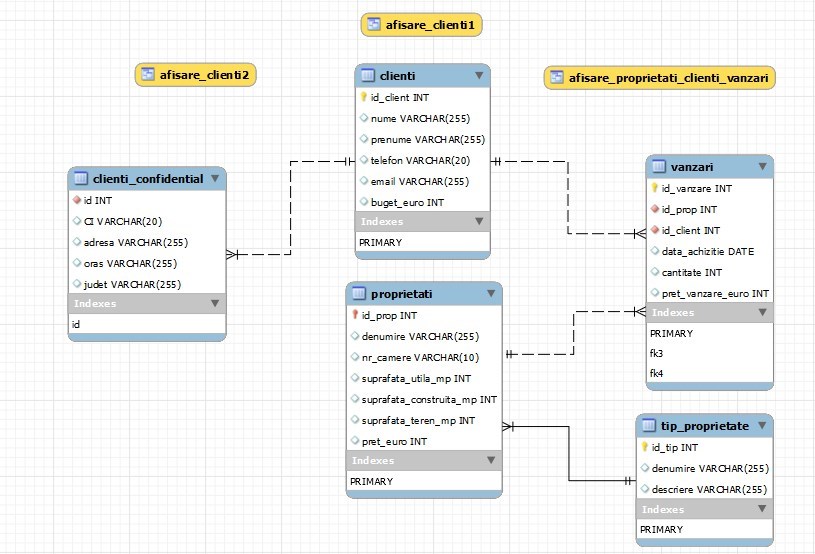 afisare_clienti1
afisare_clienti2
afisare_proprietati_clienti_vanzari
clienti
id_client INT
nume VARCHAR(255)
prenume VARCHAR(255)
telefon VARCHAR(20)
email VARCHAR(255)
buget_euro INT
Indexes
PRIMARY
clienti_confidential
id INT
CI VARCHAR(20)
adresa VARCHAR(255)
oras VARCHAR(255)
judet VARCHAR(255)
Indexes
id
vanzari
id_vanzare INT
id_prop INT
id_client INT
data_achizitie DATE
cantitate INT
pret_vanzare_euro INT
Indexes
PRIMARY
fk3
fk4
proprietati
id_prop INT
denumire VARCHAR(255)
nr_camere VARCHAR(10)
suprafata_utila_mp INT
suprafata_construita_mp INT
suprafata_teren_mp INT
pret_euro INT
Indexes
PRIMARY
tip_proprietate
id_tip INT
denumire VARCHAR(255)
descriere VARCHAR(255)
Indexes
PRIMARY